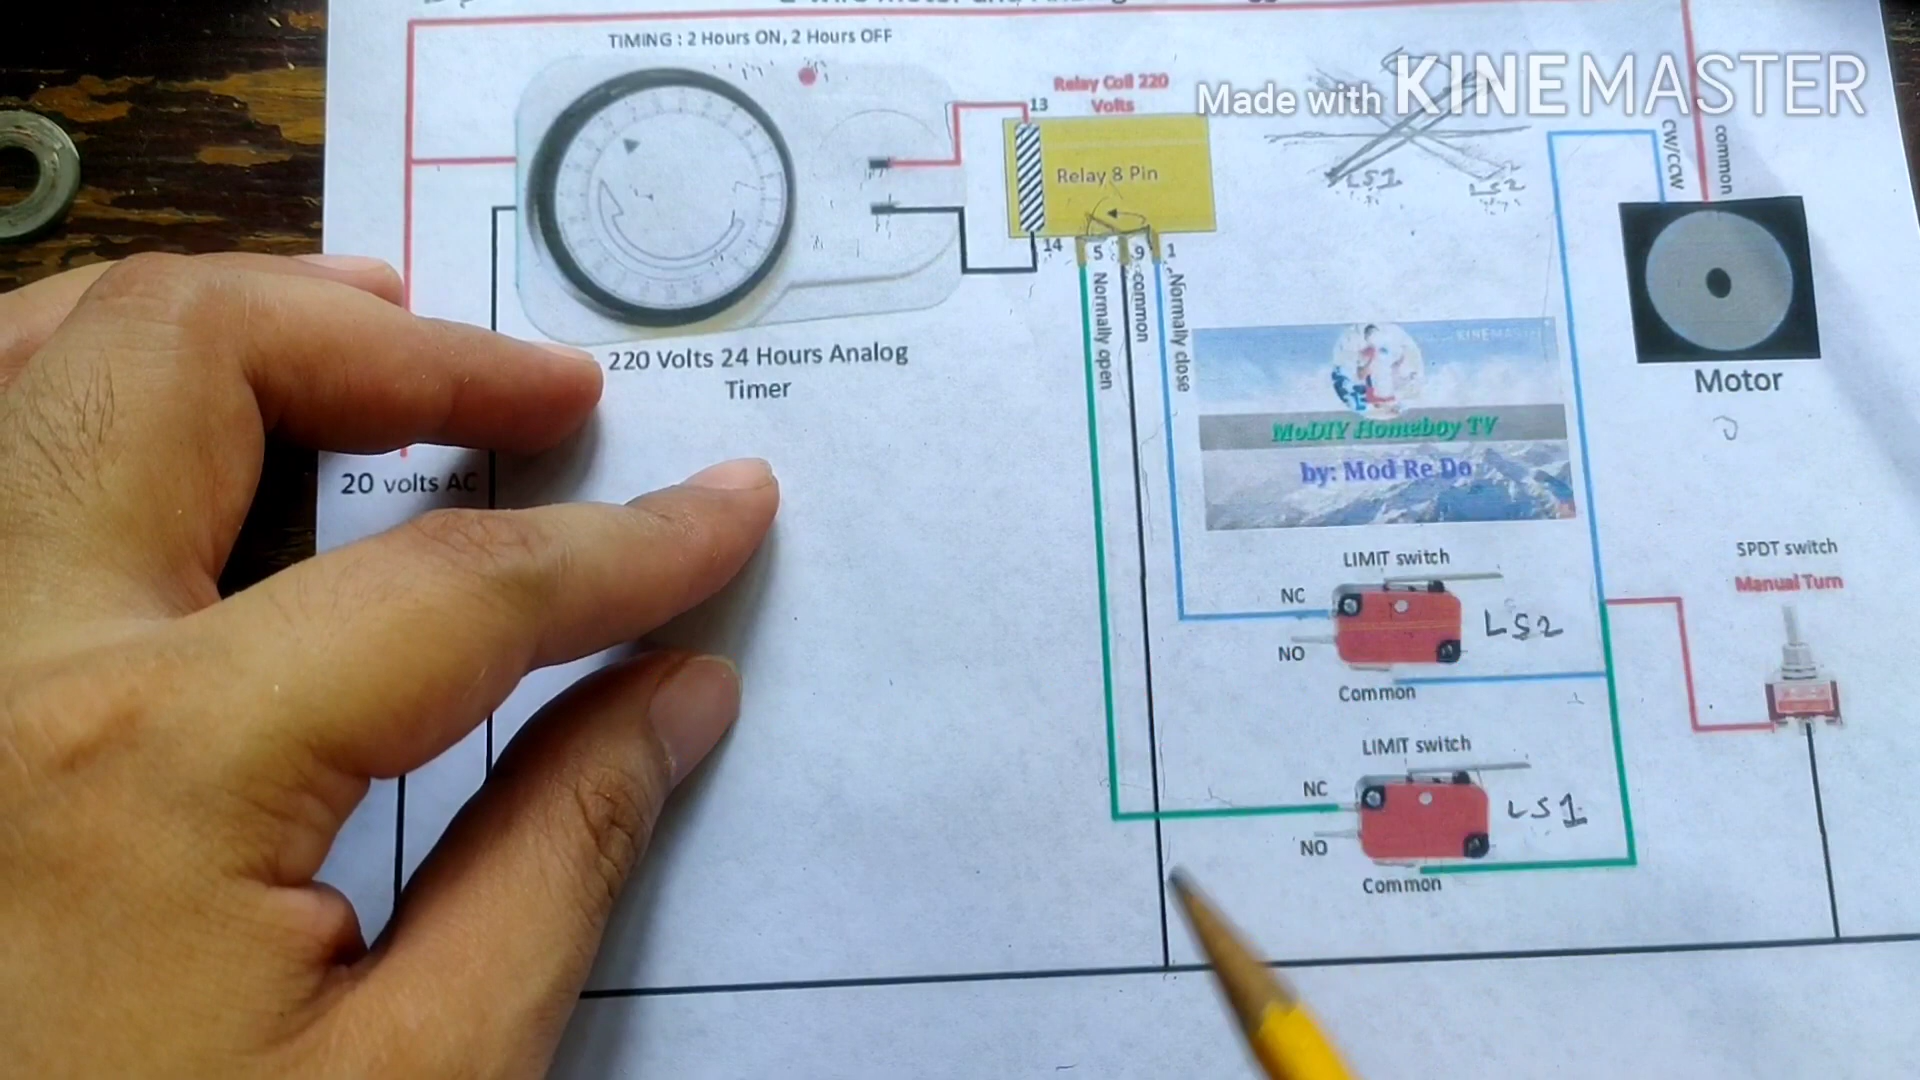 TIMING : 2 Hours ON, 2 Hours OFF
Made with KINEMASTER
Relay Coil 220
Volts
13
Relay 8 Pin
14
5
9
1
Normally open
common
Normally close
CW/CCW
common
LS1
LS2
220 Volts 24 Hours Analog
Timer
20 volts AC
KINEMASTER
MoDIY Homeboy TV
by: Mod Re Do
Motor
LIMIT switch
NC
NO
Common
LS2
SPDT switch
Manual Turn
LIMIT switch
NC
NO
Common
LS1